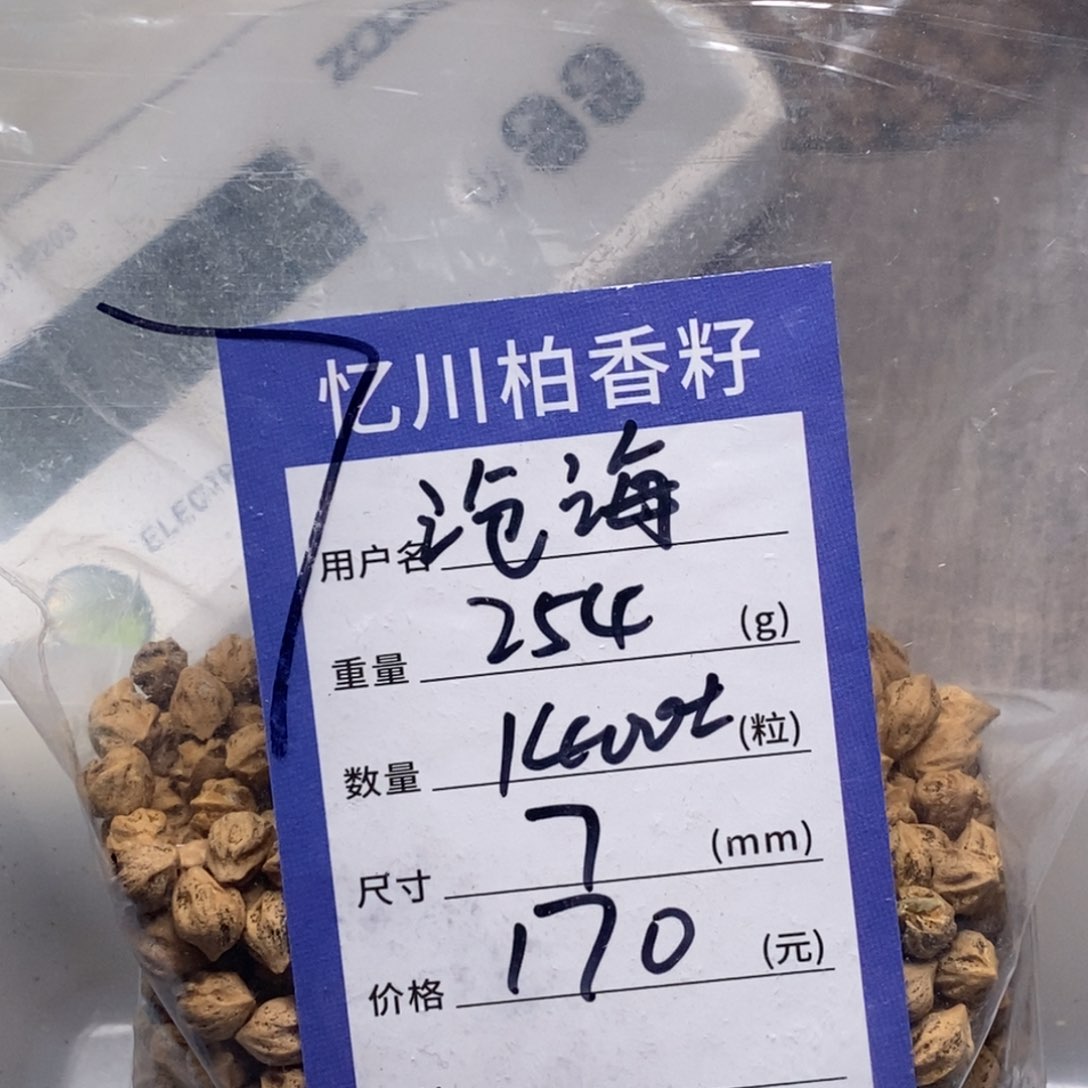 忆川柏香籽
用户名 沧海
重量 254 (g)
数量 (粒)
尺寸 7 (mm)
价格 170 (元)
7